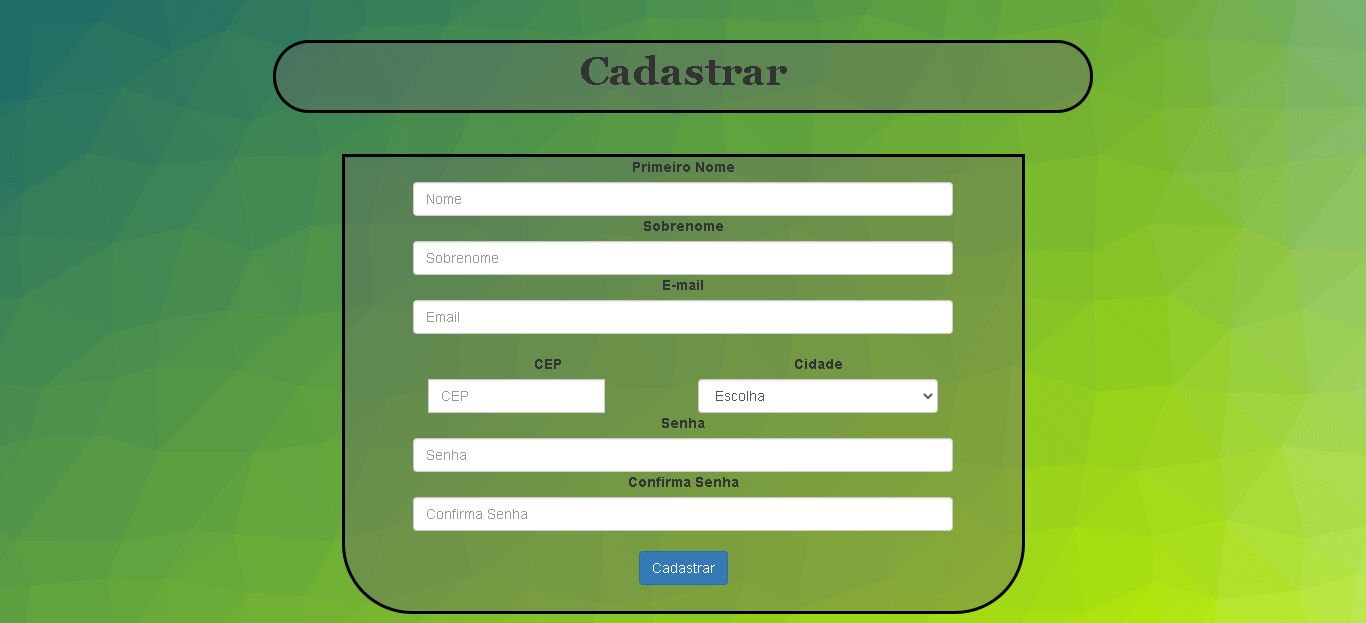 Cadastrar
Primeiro Nome
Nome
Sobrenome
Sobrenome
E-mail
Email
CEP Cidade
CEP Escolha
Senha
Senha
Confirma Senha
Confirma Senha
Cadastrar